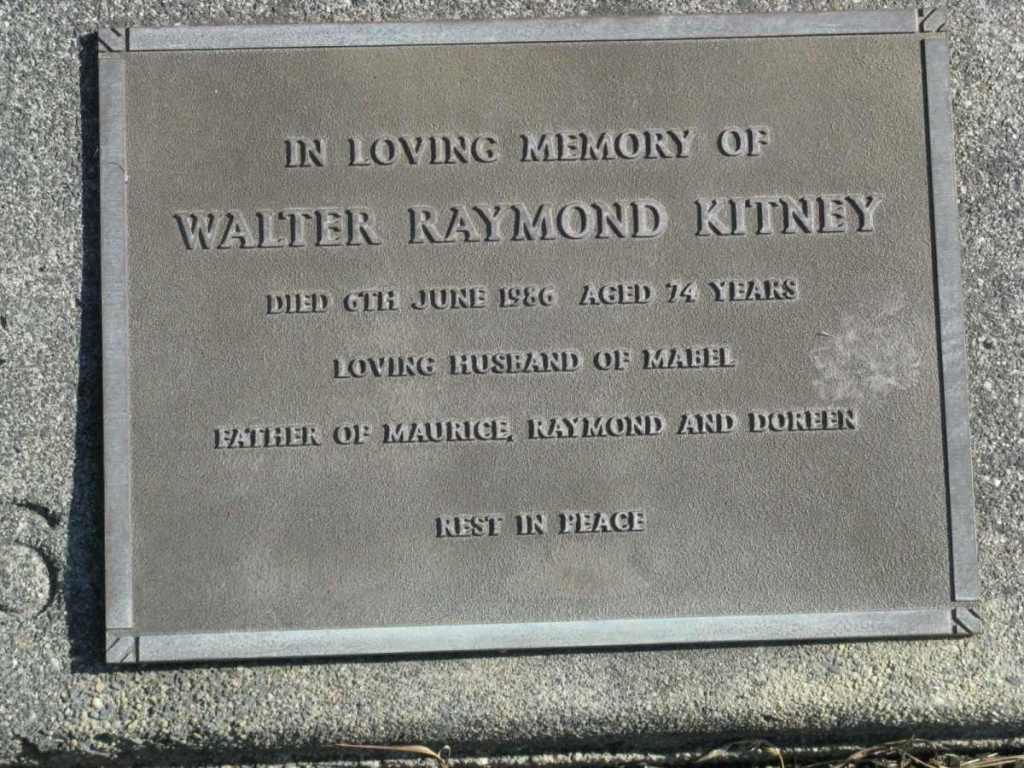 IN LOVING MEMORY OF
WALTER RAYMOND KITNEY
DIED 6TH JUNE 1986 AGED 74 YEARS
LOVING HUSBAND OF MABEL
FATHER OF MAURICE, RAYMOND AND DOREEN
REST IN PEACE